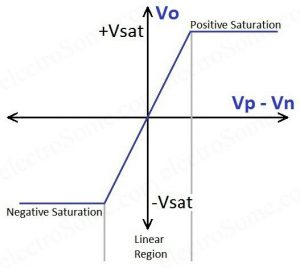 Vo
+Vsat
Positive Saturation
Vp - Vn
-Vsat
Negative Saturation
Linear
Region